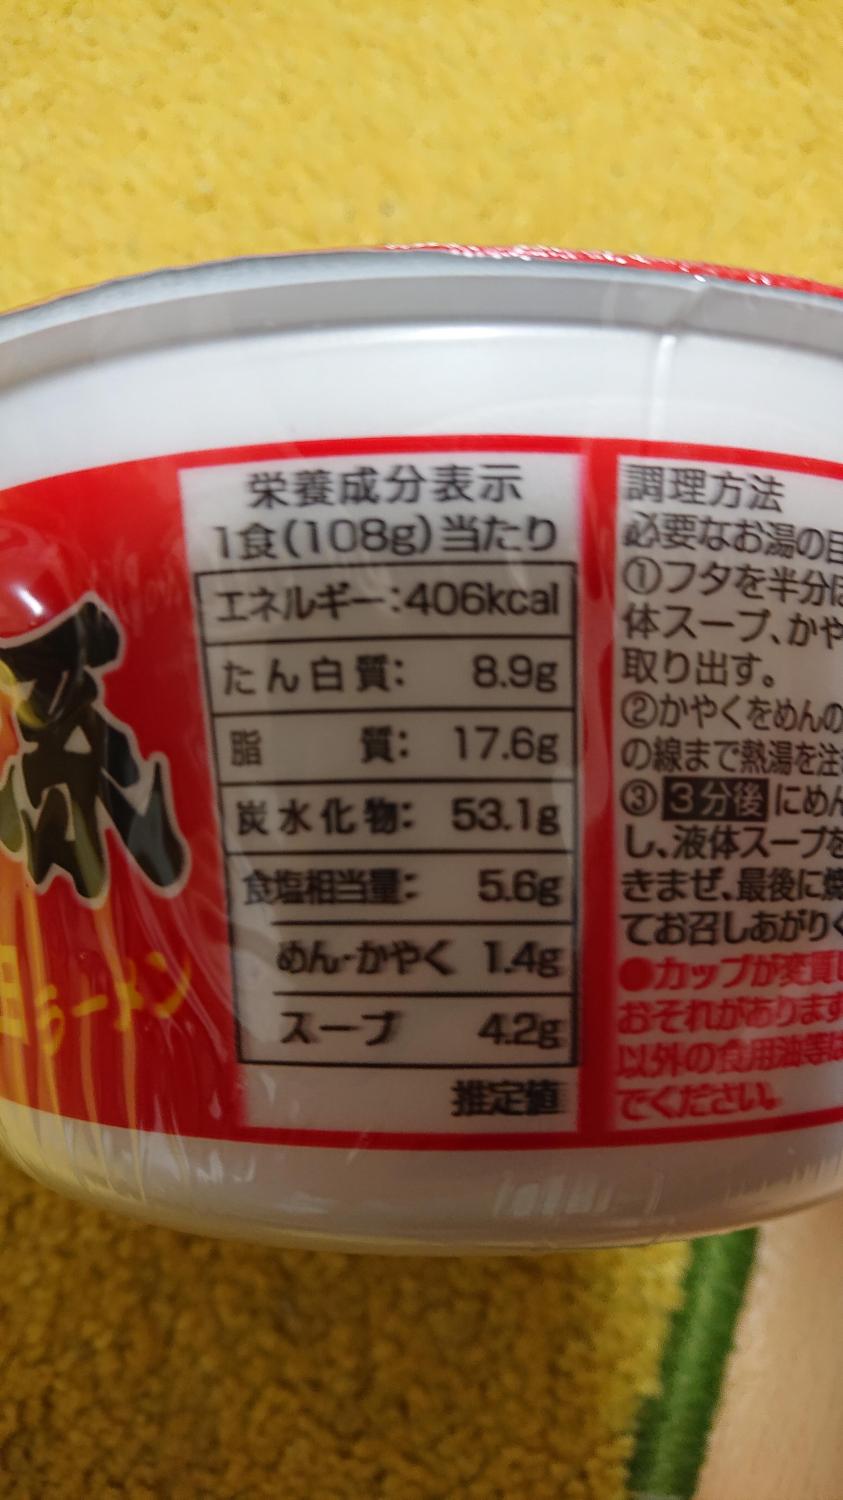 栄養成分表示
1食(108g)当たり
エネルギー:406kcal
たん白質: 8.9g
脂質: 17.6g
炭水化物: 53.1g
食塩相当量: 5.6g
めん・かやく 1.4g
スープ 4.2g
推定値
調理方法
必要なお湯の目
①フタを半分ほ
体スープ、かや
取り出す。
②かやくをめんの
の線まで熱湯を注
③3分後にめん
し、液体スープを
きまぜ、最後に焼
てお召しあがりく
●カップが変質し
おそれがあります
以外の食用油等は
でください。
ラーメン